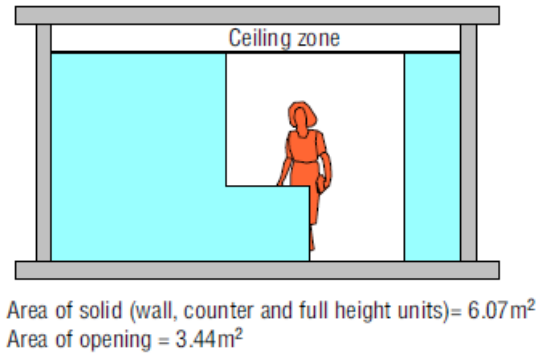 Ceiling zone
Area of solid (wall, counter and full height units)= 6.07m²
Area of opening = 3.44m²